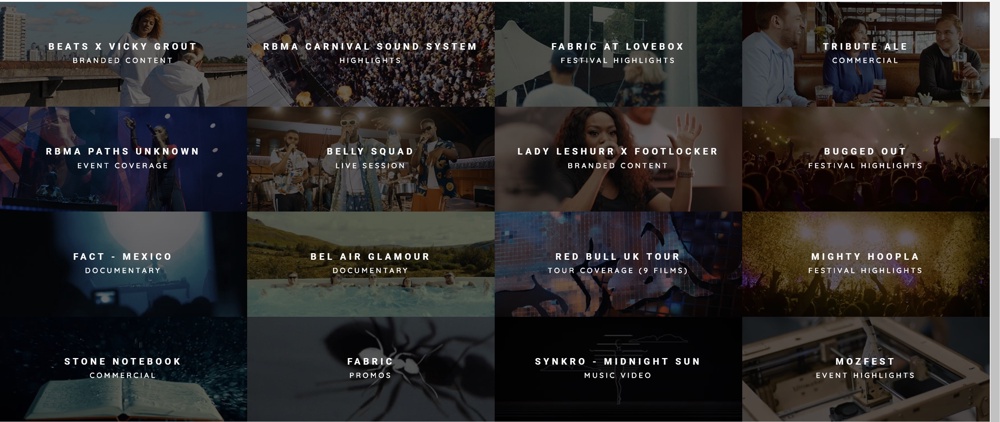 BEATS X VICKY GROUT
BRANDED CONTENT
RBMA CARNIVAL SOUND SYSTEM
HIGHLIGHTS
FABRIC AT LOVEBOX
FESTIVAL HIGHLIGHTS
TRIBUTE ALE
COMMERCIAL
RBMA PATHS UNKNOWN
EVENT COVERAGE
BELLY SQUAD
LIVE SESSION
LADY LESHURR X FOOTLOCKER
BRANDED CONTENT
BUGGED OUT
FESTIVAL HIGHLIGHTS
FACT - MEXICO
DOCUMENTARY
BEL AIR GLAMOUR
DOCUMENTARY
RED BULL UK TOUR
TOUR COVERAGE (9 FILMS)
MIGHTY HOOPLA
FESTIVAL HIGHLIGHTS
STONE NOTEBOOK
COMMERCIAL
FABRIC
PROMOS
SYNKRO - MIDNIGHT SUN
MUSIC VIDEO
MOZFEST
EVENT HIGHLIGHTS